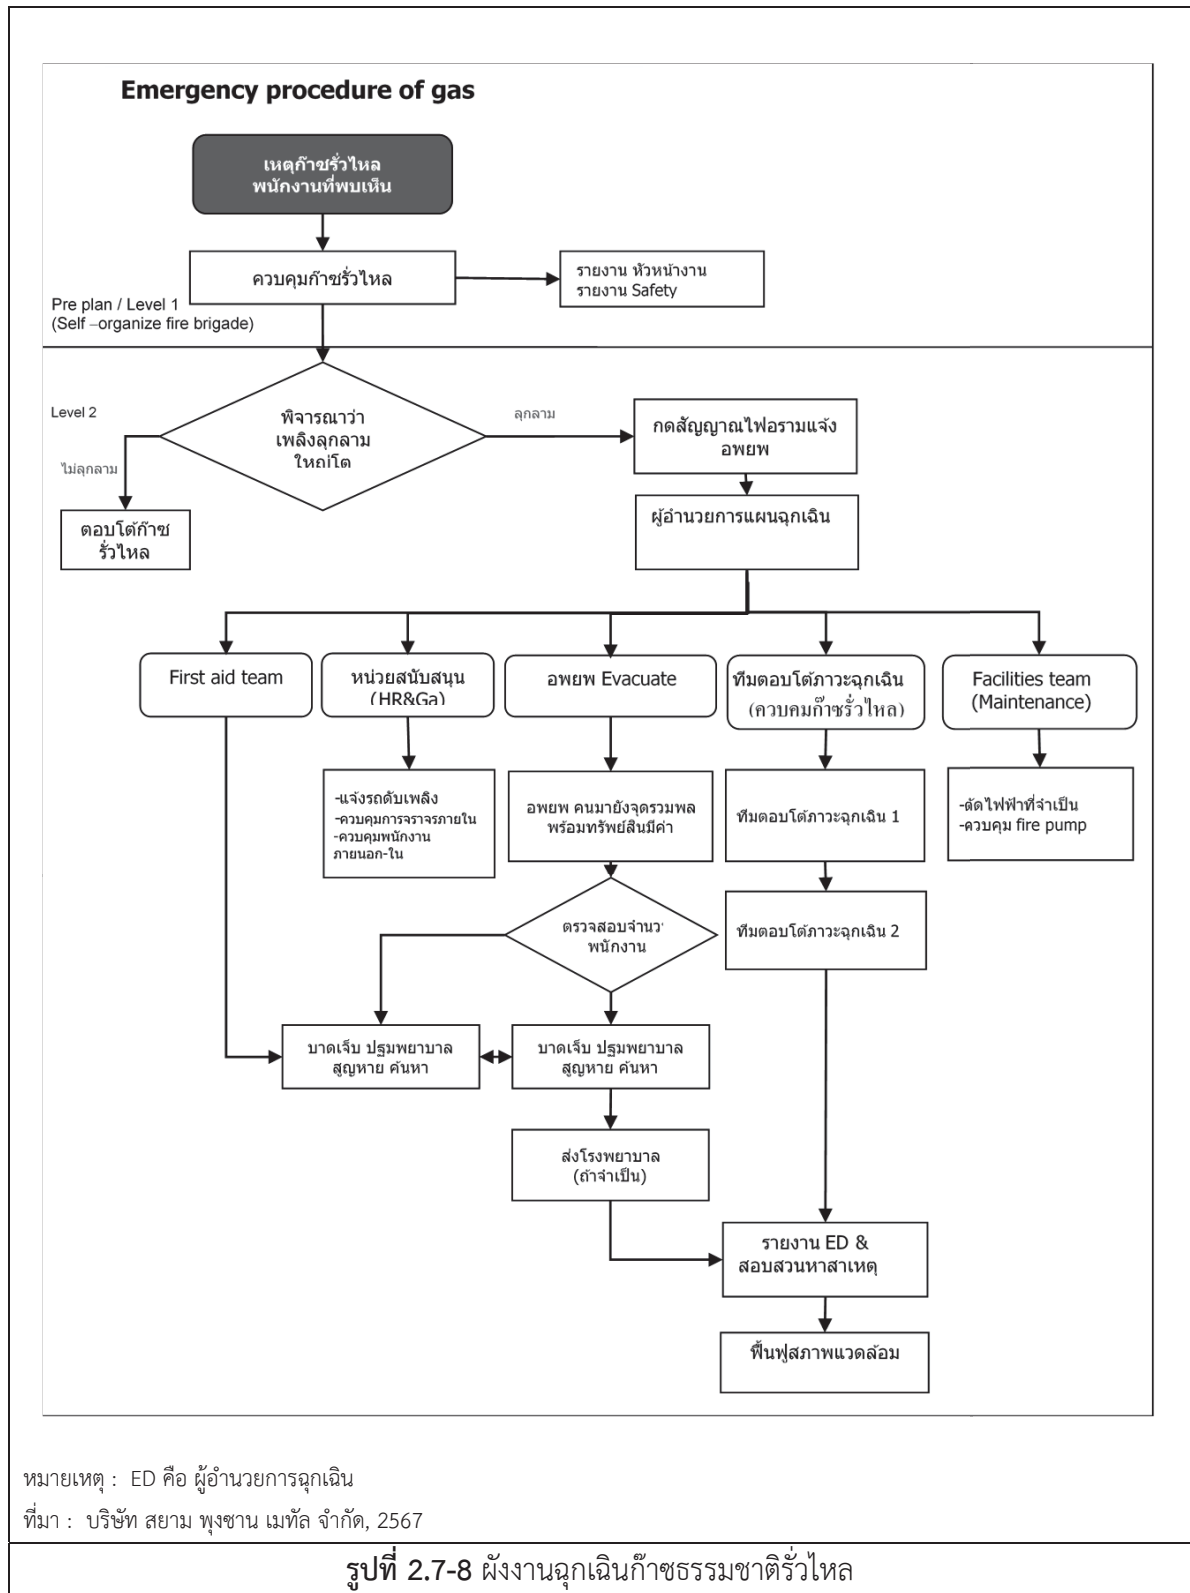 Emergency procedure of gas
เหตุก๊าซรั่วไหล
พนักงานที่พบเห็น
ควบคุมก๊าซรั่วไหล
รายงาน หัวหน้างาน
รายงาน Safety
Pre plan / Level 1
(Self –organize fire brigade)
Level 2
พิจารณาว่า
เพลิงลุกลาม
ใหญ่โต
ลุกลาม
กดสัญญาณไฟอรามแจ้ง
อพยพ
ไม่ลุกลาม
ตอบโต้ก๊าซ
รั่วไหล
ผู้อำนวยการแผนฉุกเฉิน
First aid team
หน่วยสนับสนุน
(HR&Ga)
อพยพ Evacuate
ทีมตอบโต้ภาวะฉุกเฉิน
(ควบคุมก๊าซรั่วไหล)
Facilities team
(Maintenance)
-แจ้งรถดับเพลิง
-ควบคุมการจราจรภายใน
-ควบคุมพนักงาน
ภายนอก-ใน
อพยพ คนมายังจุดรวมพล
พร้อมทรัพย์สินมีค่า
ทีมตอบโต้ภาวะฉุกเฉิน 1
-ตัดไฟฟ้าที่จำเป็น
-ควบคุม fire pump
ตรวจสอบจำนว
พนักงาน
ทีมตอบโต้ภาวะฉุกเฉิน 2
บาดเจ็บ ปฐมพยาบาล
สูญหาย ค้นหา
บาดเจ็บ ปฐมพยาบาล
สูญหาย ค้นหา
ส่งโรงพยาบาล
(ถ้าจำเป็น)
รายงาน ED &
สอบสวนหาสาเหตุ
ฟื้นฟูสภาพแวดล้อม
หมายเหตุ : ED คือ ผู้อำนวยการฉุกเฉิน
ที่มา : บริษัท สยาม พุงซาน เมทัล จำกัด, 2567
รูปที่ 2.7-8 ผังงานฉุกเฉินก๊าซธรรมชาติรั่วไหล